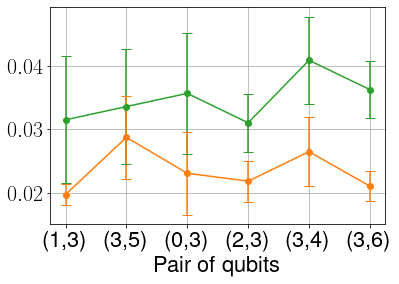 0.04
0.03
0.02
(1,3) (3,5) (0,3) (2,3) (3,4) (3,6)
Pair of qubits